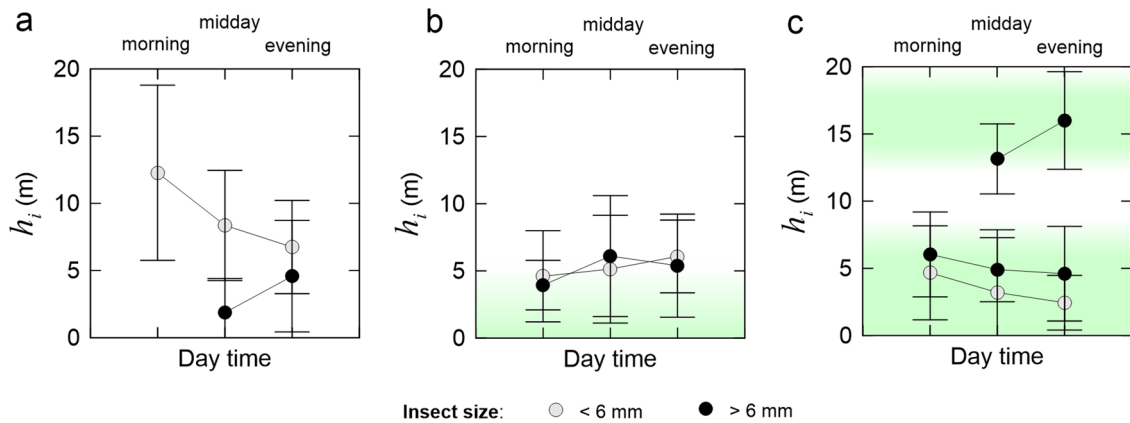 a
midday
morning evening
20
15
10
5
0
h_i (m)
Day time
b
midday
morning evening
20
15
10
5
0
h_i (m)
Day time
c
midday
morning evening
20
15
10
5
0
h_i (m)
Day time
Insect size: < 6 mm > 6 mm